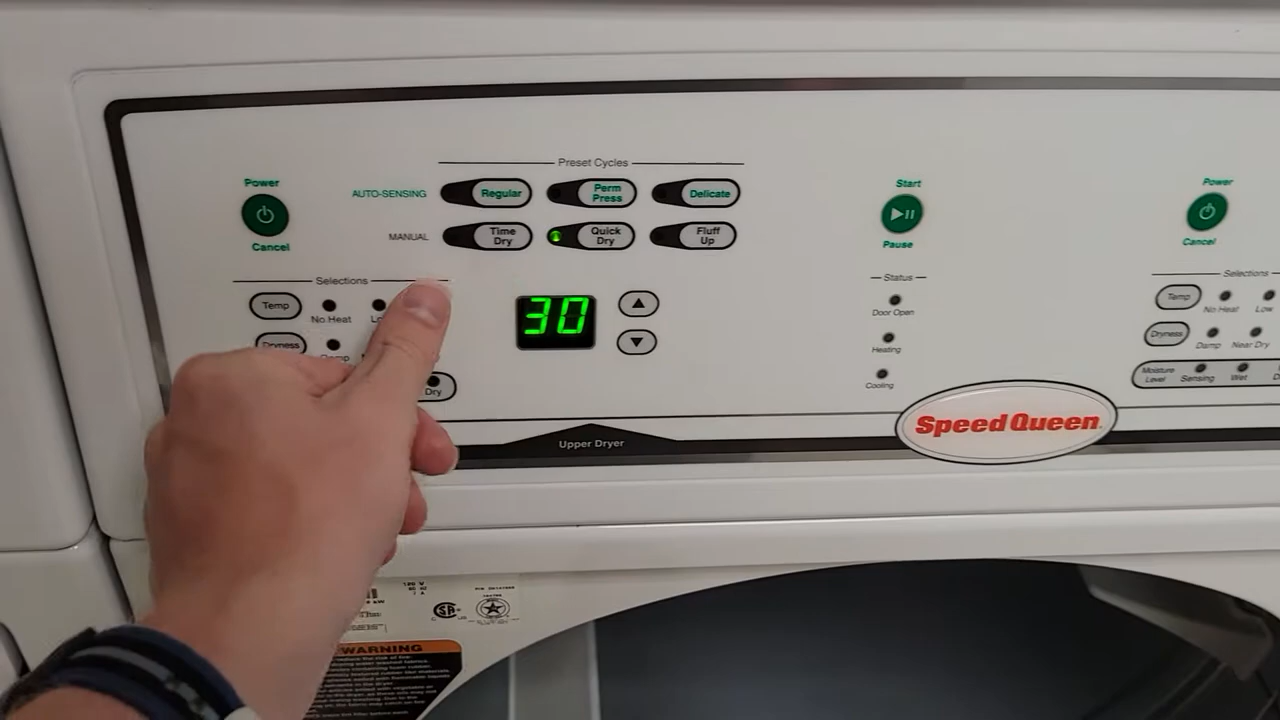 Preset Cycles
Power
AUTO-SENSING
Regular
Perm
Press
Delicate
Start
Power
MANUAL
Time
Dry
Quick
Dry
Fluff
Up
Cancel
Pause
Cancel
Selections
Status
Selections
Temp
No Heat
30
Door Open
Temp
No Heat
Low
Dryness
Heating
Dryness
Damp
Near Dry
Dry
Cooling
Moisture
Level
Sensing
Wet
Speed Queen
Upper Dryer
WARNING